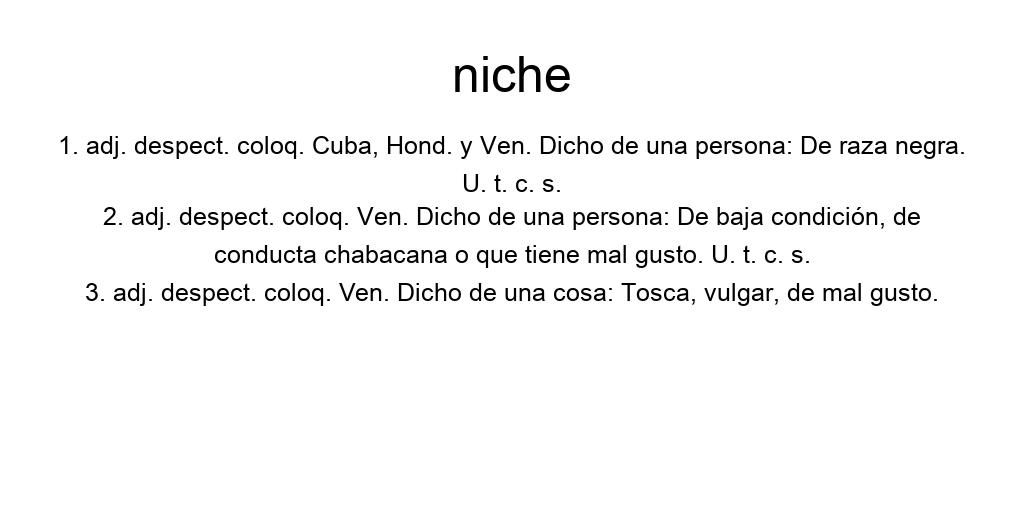 niche
1. adj. despect. coloq. Cuba, Hond. y Ven. Dicho de una persona: De raza negra.
U. t. c. s.
2. adj. despect. coloq. Ven. Dicho de una persona: De baja condición, de
conducta chabacana o que tiene mal gusto. U. t. c. s.
3. adj. despect. coloq. Ven. Dicho de una cosa: Tosca, vulgar, de mal gusto.